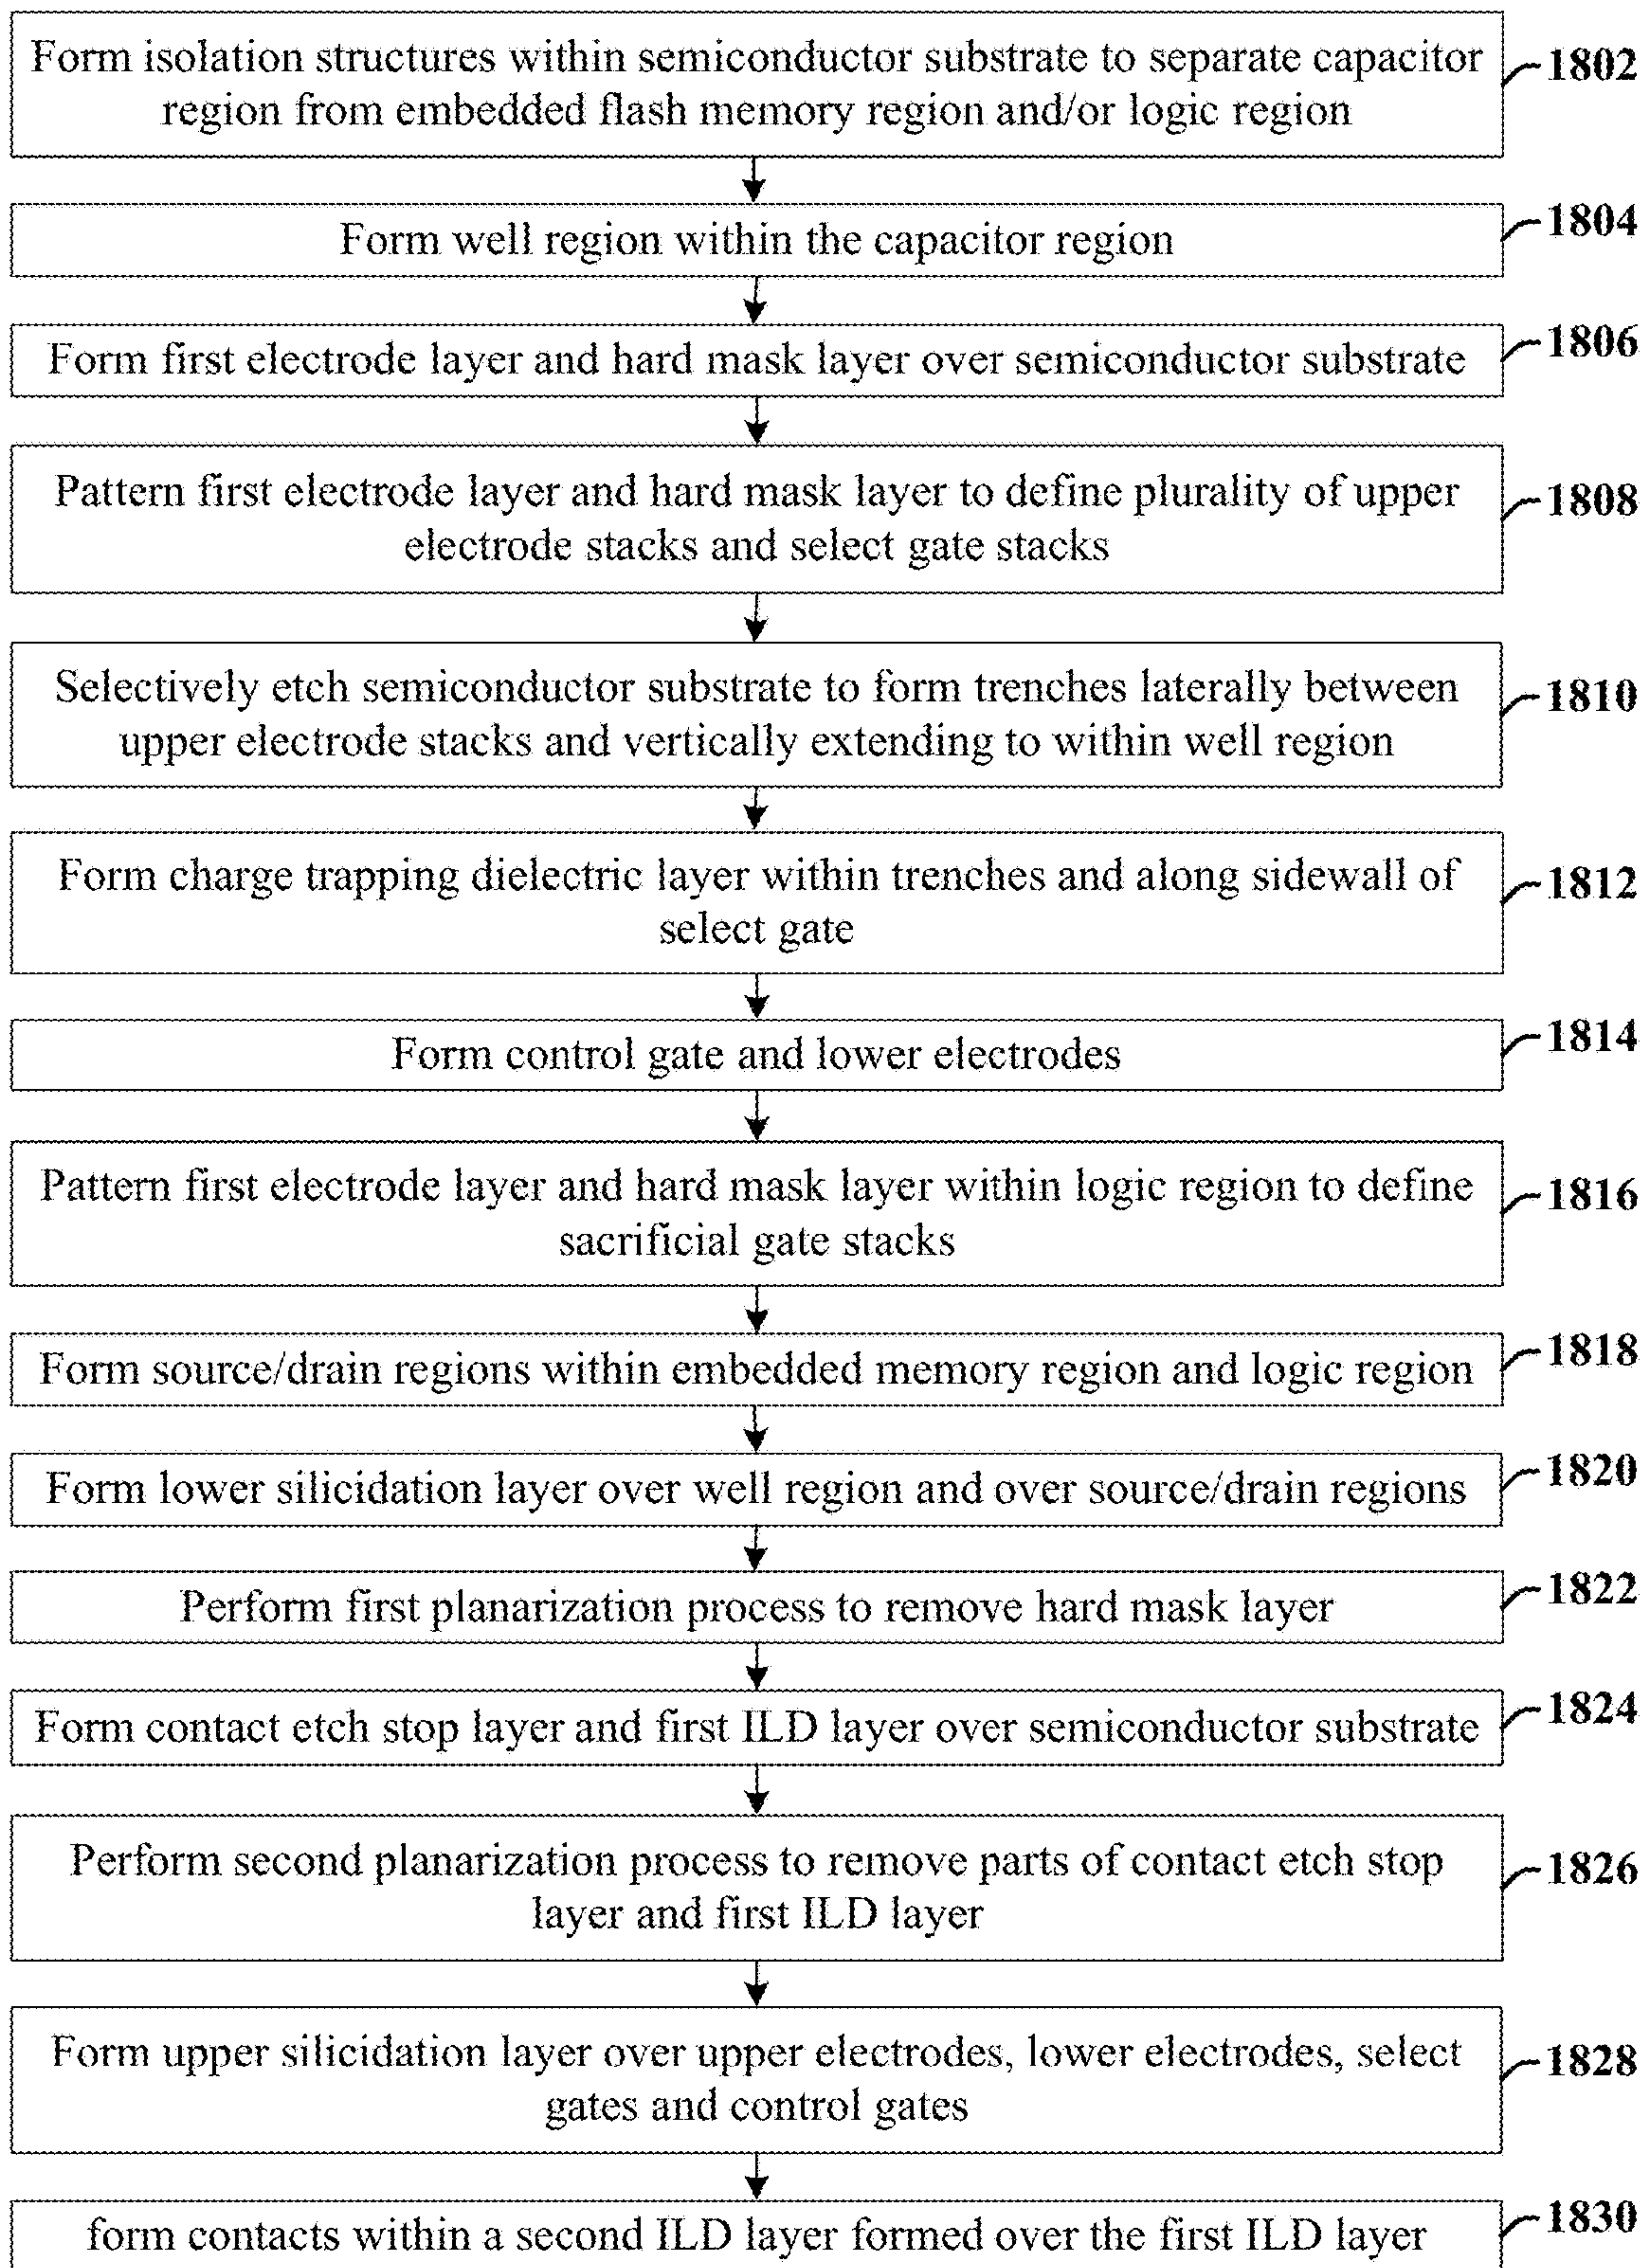 Form isolation structures within semiconductor substrate to separate capacitor
region from embedded flash memory region and/or logic region
1802
Form well region within the capacitor region
1804
Form first electrode layer and hard mask layer over semiconductor substrate
1806
Pattern first electrode layer and hard mask layer to define plurality of upper
electrode stacks and select gate stacks
1808
Selectively etch semiconductor substrate to form trenches laterally between
upper electrode stacks and vertically extending to within well region
1810
Form charge trapping dielectric layer within trenches and along sidewall of
select gate
1812
Form control gate and lower electrodes
1814
Pattern first electrode layer and hard mask layer within logic region to define
sacrificial gate stacks
1816
Form source/drain regions within embedded memory region and logic region
1818
Form lower silicidation layer over well region and over source/drain regions
1820
Perform first planarization process to remove hard mask layer
1822
Form contact etch stop layer and first ILD layer over semiconductor substrate
1824
Perform second planarization process to remove parts of contact etch stop
layer and first ILD layer
1826
Form upper silicidation layer over upper electrodes, lower electrodes, select
gates and control gates
1828
form contacts within a second ILD layer formed over the first ILD layer
1830